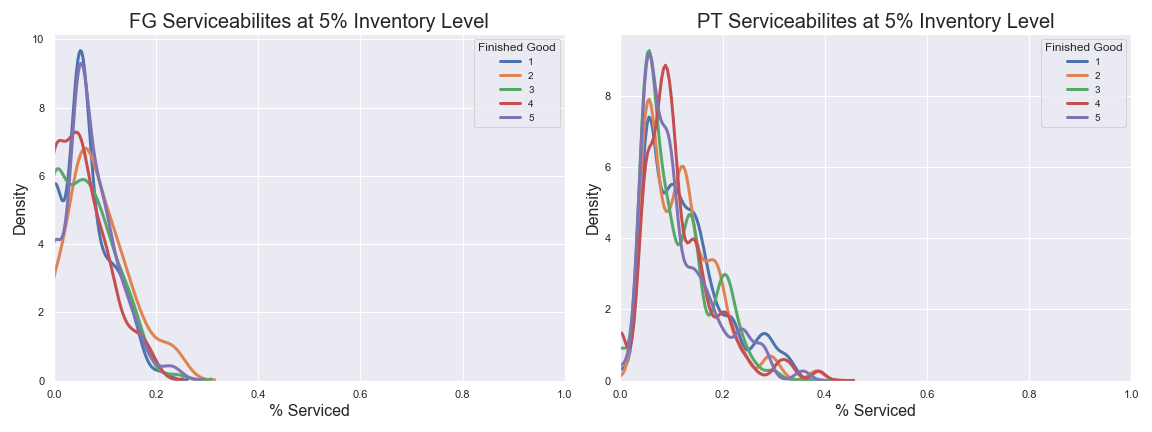 FG Serviceabilites at 5% Inventory Level
Finished Good
1
2
3
4
5
Density
10
8
6
4
2
0
0.0 0.2 0.4 0.6 0.8 1.0
% Serviced
PT Serviceabilites at 5% Inventory Level
Finished Good
1
2
3
4
5
Density
8
6
4
2
0
0.0 0.2 0.4 0.6 0.8 1.0
% Serviced